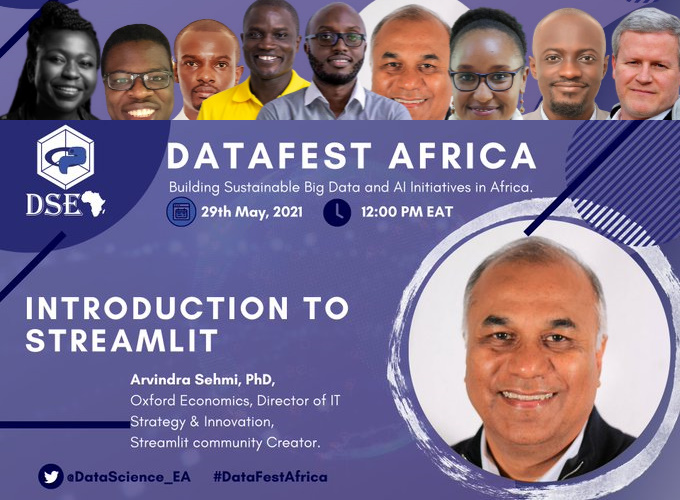 DATAFEST AFRICA
DSE
Building Sustainable Big Data and AI Initiatives in Africa.
29th May, 2021 12:00 PM EAT
INTRODUCTION TO
STREAMLIT
Arvindra Sehmi, PhD,
Oxford Economics, Director of IT
Strategy & Innovation,
Streamlit community Creator.
@DataScience_EA #DataFestAfrica